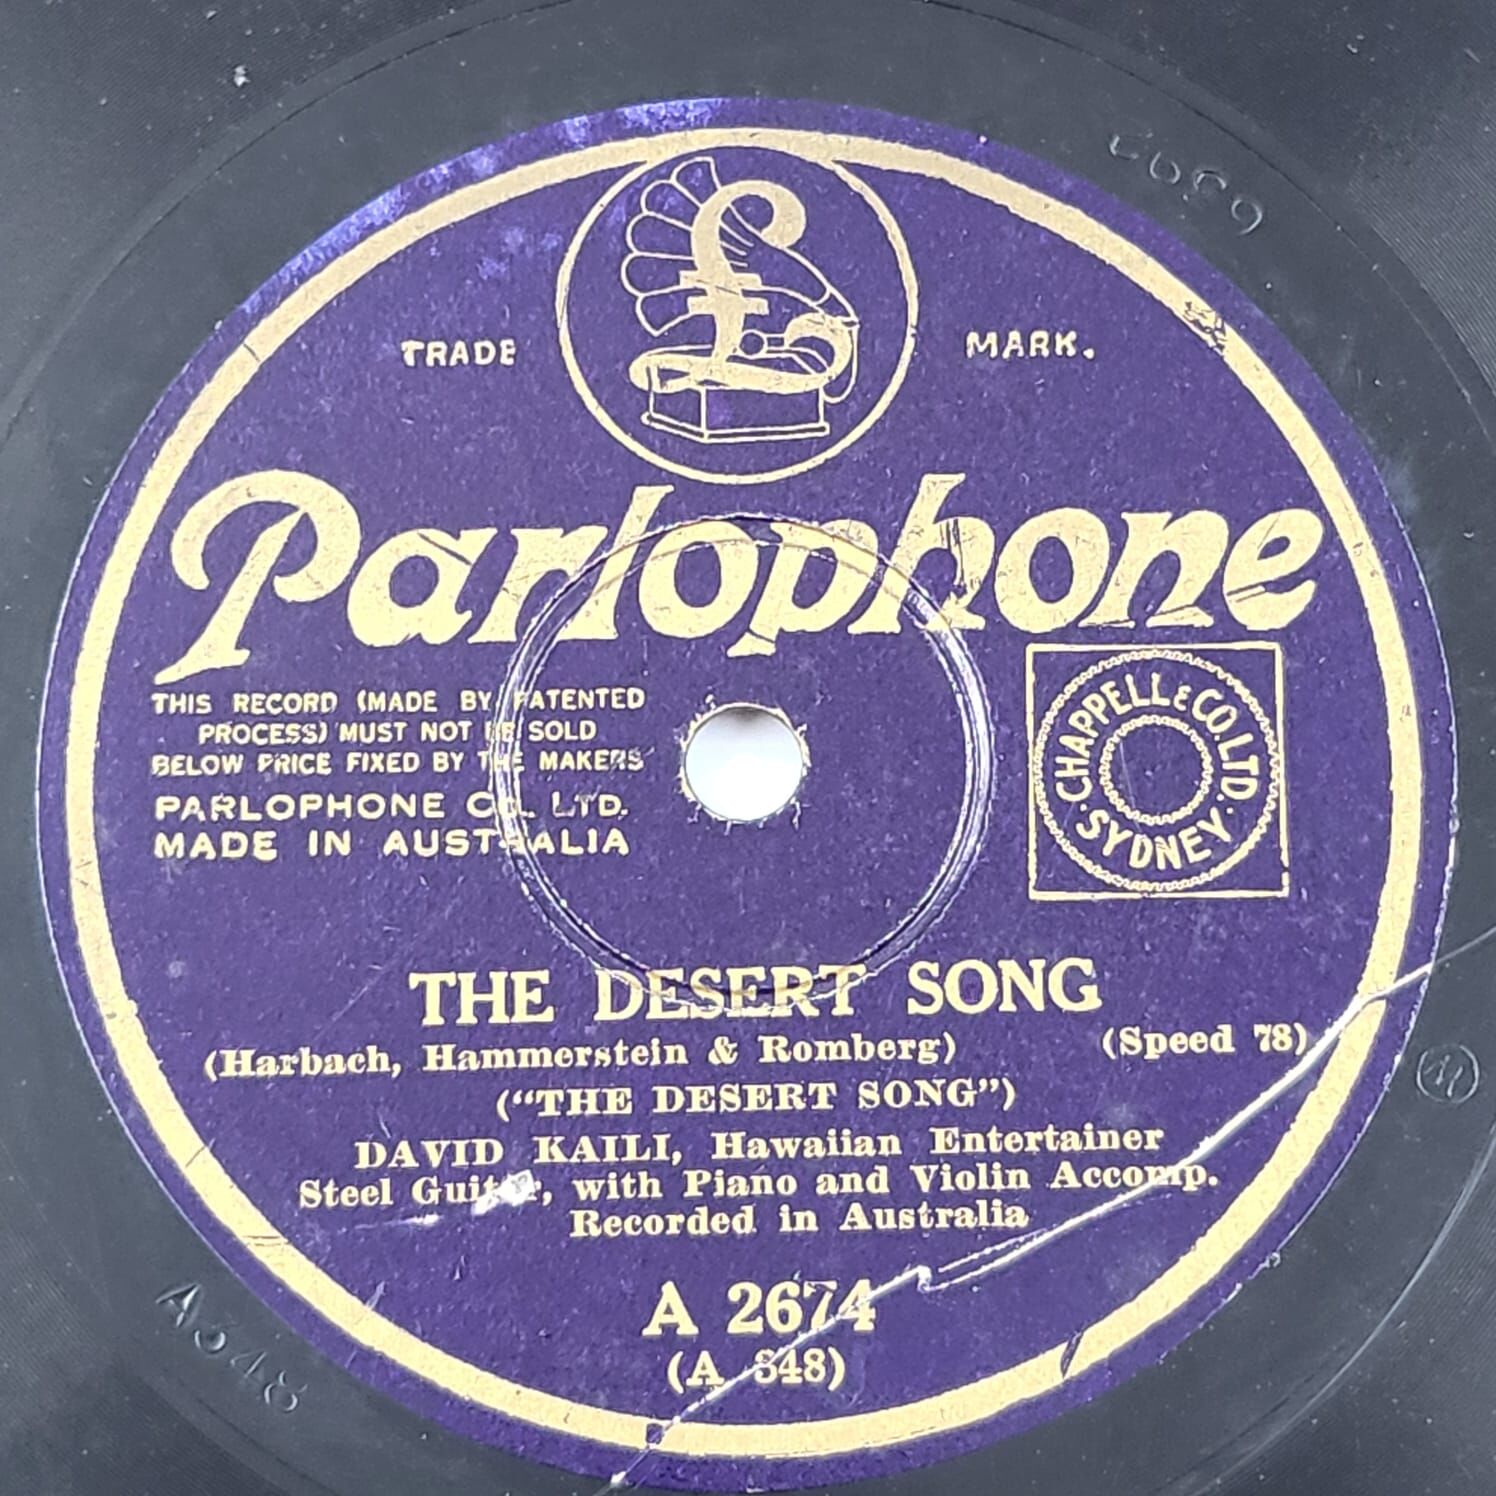 TRADE MARK.
£
Parlophone
THIS RECORD (MADE BY PATENTED
PROCESS) MUST NOT BE SOLD
BELOW PRICE FIXED BY THE MAKERS
PARLOPHONE CO. LTD.
MADE IN AUSTRALIA
CHAPPELL & CO. LTD.
· SYDNEY ·
THE DESERT SONG
(Harbach, Hammerstein & Romberg) (Speed 78)
("THE DESERT SONG")
DAVID KAILI, Hawaiian Entertainer
Steel Guitar, with Piano and Violin Accomp.
Recorded in Australia
A 2674
(A 348)
A348